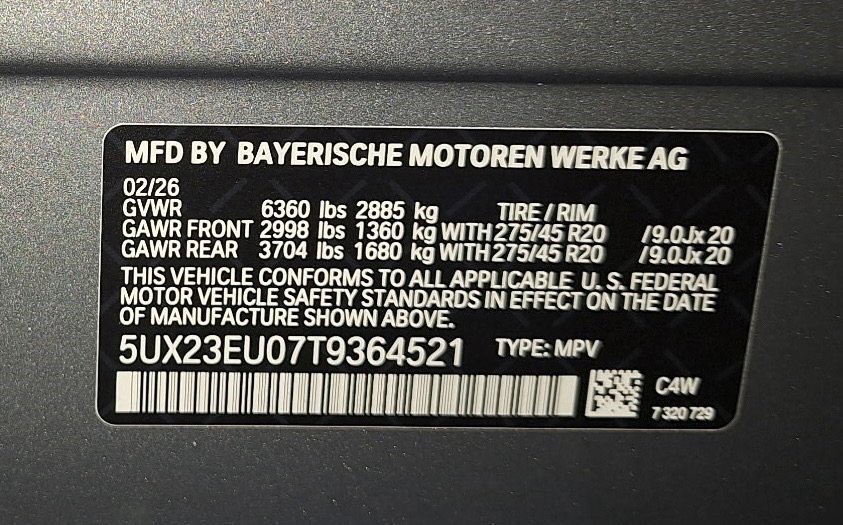 MFD BY BAYERISCHE MOTOREN WERKE AG
02/26
GVWR 6360 lbs 2885 kg TIRE / RIM
GAWR FRONT 2998 lbs 1360 kg WITH 275/45 R20 /9.0Jx20
GAWR REAR 3704 lbs 1680 kg WITH 275/45 R20 /9.0Jx20
THIS VEHICLE CONFORMS TO ALL APPLICABLE U. S. FEDERAL
MOTOR VEHICLE SAFETY STANDARDS IN EFFECT ON THE DATE
OF MANUFACTURE SHOWN ABOVE.
5UX23EU07T9364521 TYPE: MPV
C4W
7 320 729